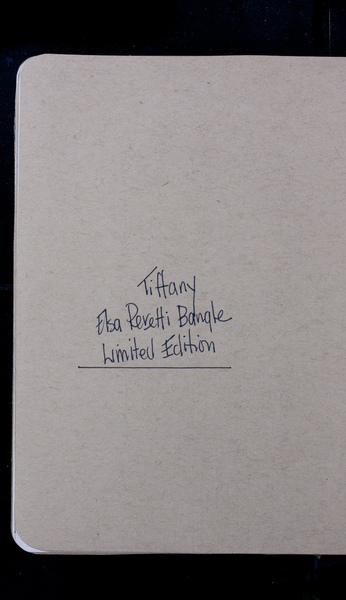 Tiffany
Elsa Peretti Bangle
Limited Edition